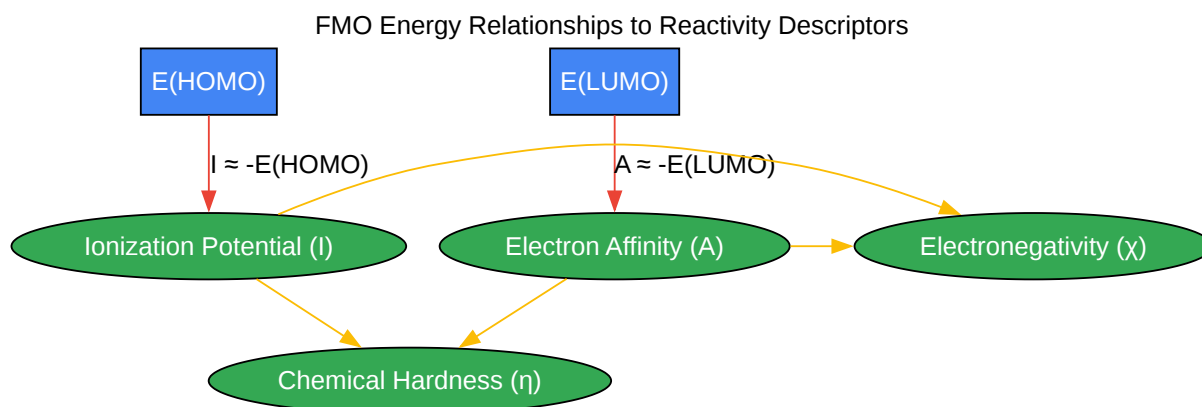 FMO Energy Relationships to Reactivity Descriptors
E(HOMO)
E(LUMO)
I ≈ -E(HOMO)
A ≈ -E(LUMO)
Ionization Potential (I)
Electron Affinity (A)
Electronegativity (χ)
Chemical Hardness (η)